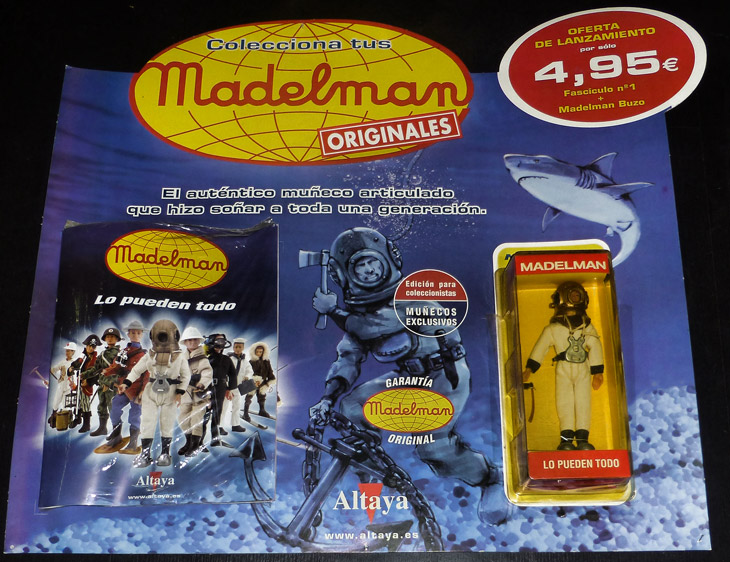 Colecciona tus
Madelman
ORIGINALES
OFERTA
DE LANZAMIENTO
por sólo
4,95€
Fascículo nº1
+
Madelman Buzo
El auténtico muñeco articulado
que hizo soñar a toda una generación.
Madelman
Lo pueden todo
Altaya
www.altaya.es
Edición para
coleccionistas
MUÑECOS
EXCLUSIVOS
GARANTÍA
Madelman
ORIGINAL
Altaya
www.altaya.es
MADELMAN
LO PUEDEN TODO